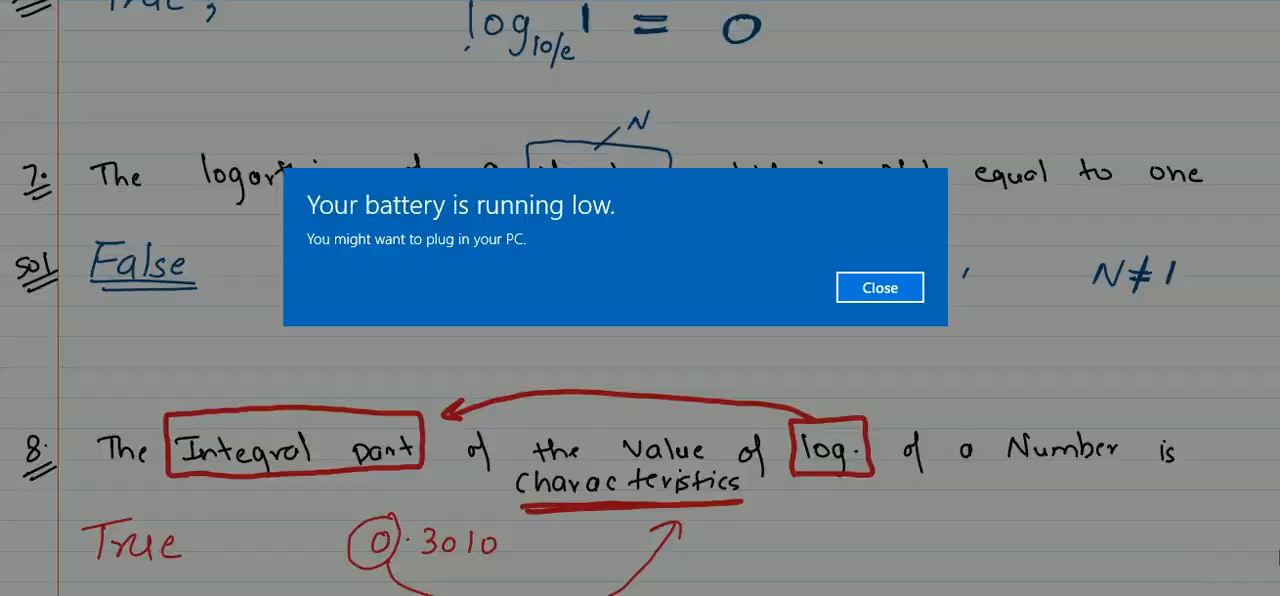 True,
log10/e 1 = 0
N
7. The equal to one
Your battery is running low.
You might want to plug in your PC.
Close
Sol False , N≠1
8. The Integral part of the value of log. of a Number is
characteristics
True 0.3010